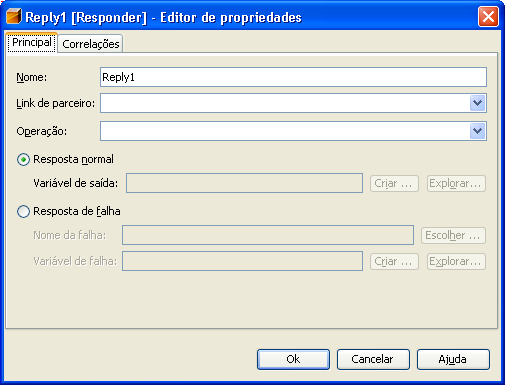 Reply1 [Responder] - Editor de propriedades
Principal Correlações
Nome: Reply1
Link de parceiro:
Operação:
Resposta normal
Variável de saída: Criar ... Explorar...
Resposta de falha
Nome da falha: Escolher ...
Variável de falha: Criar ... Explorar...
Ok Cancelar Ajuda